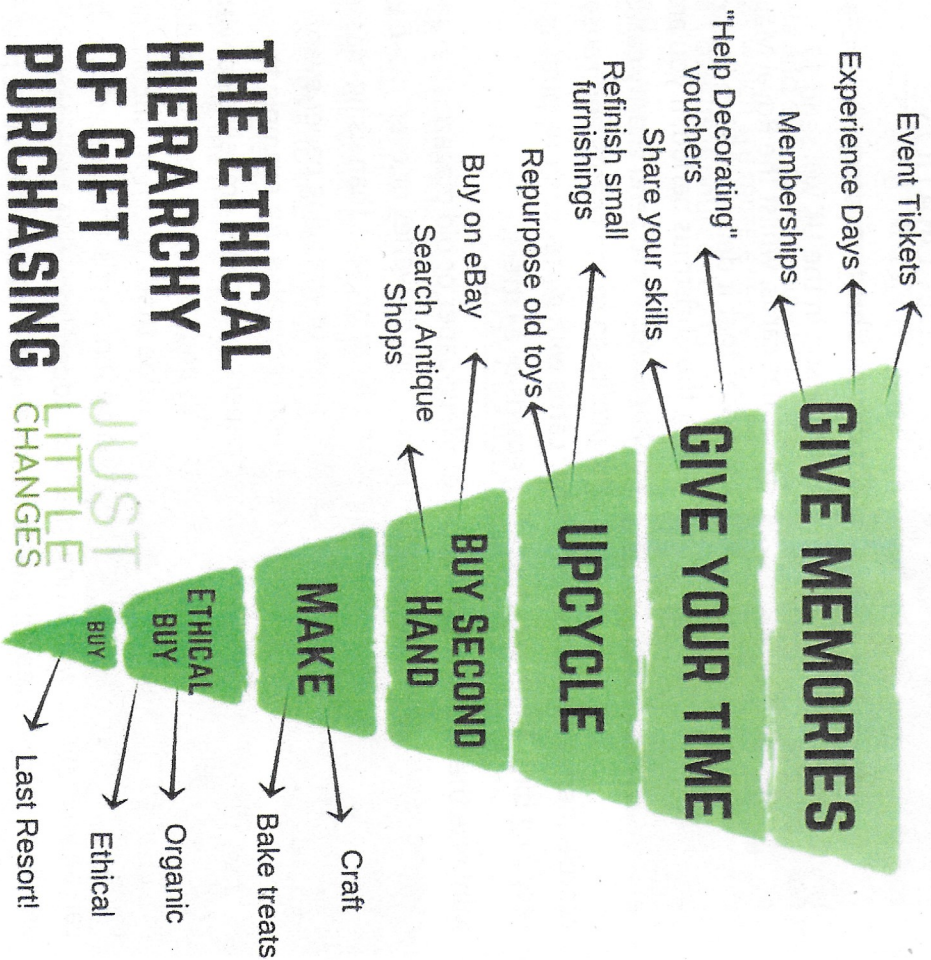 Event Tickets
Experience Days
Memberships
GIVE MEMORIES
"Help Decorating"
vouchers
Share your skills
GIVE YOUR TIME
Refinish small
furnishings
Repurpose old toys
UPCYCLE
Buy on eBay
Search Antique
Shops
BUY SECOND
HAND
MAKE
Craft
Bake treats
ETHICAL
BUY
Organic
Ethical
BUY
Last Resort!
THE ETHICAL
HIERARCHY
OF GIFT
PURCHASING
JUST
LITTLE
CHANGES